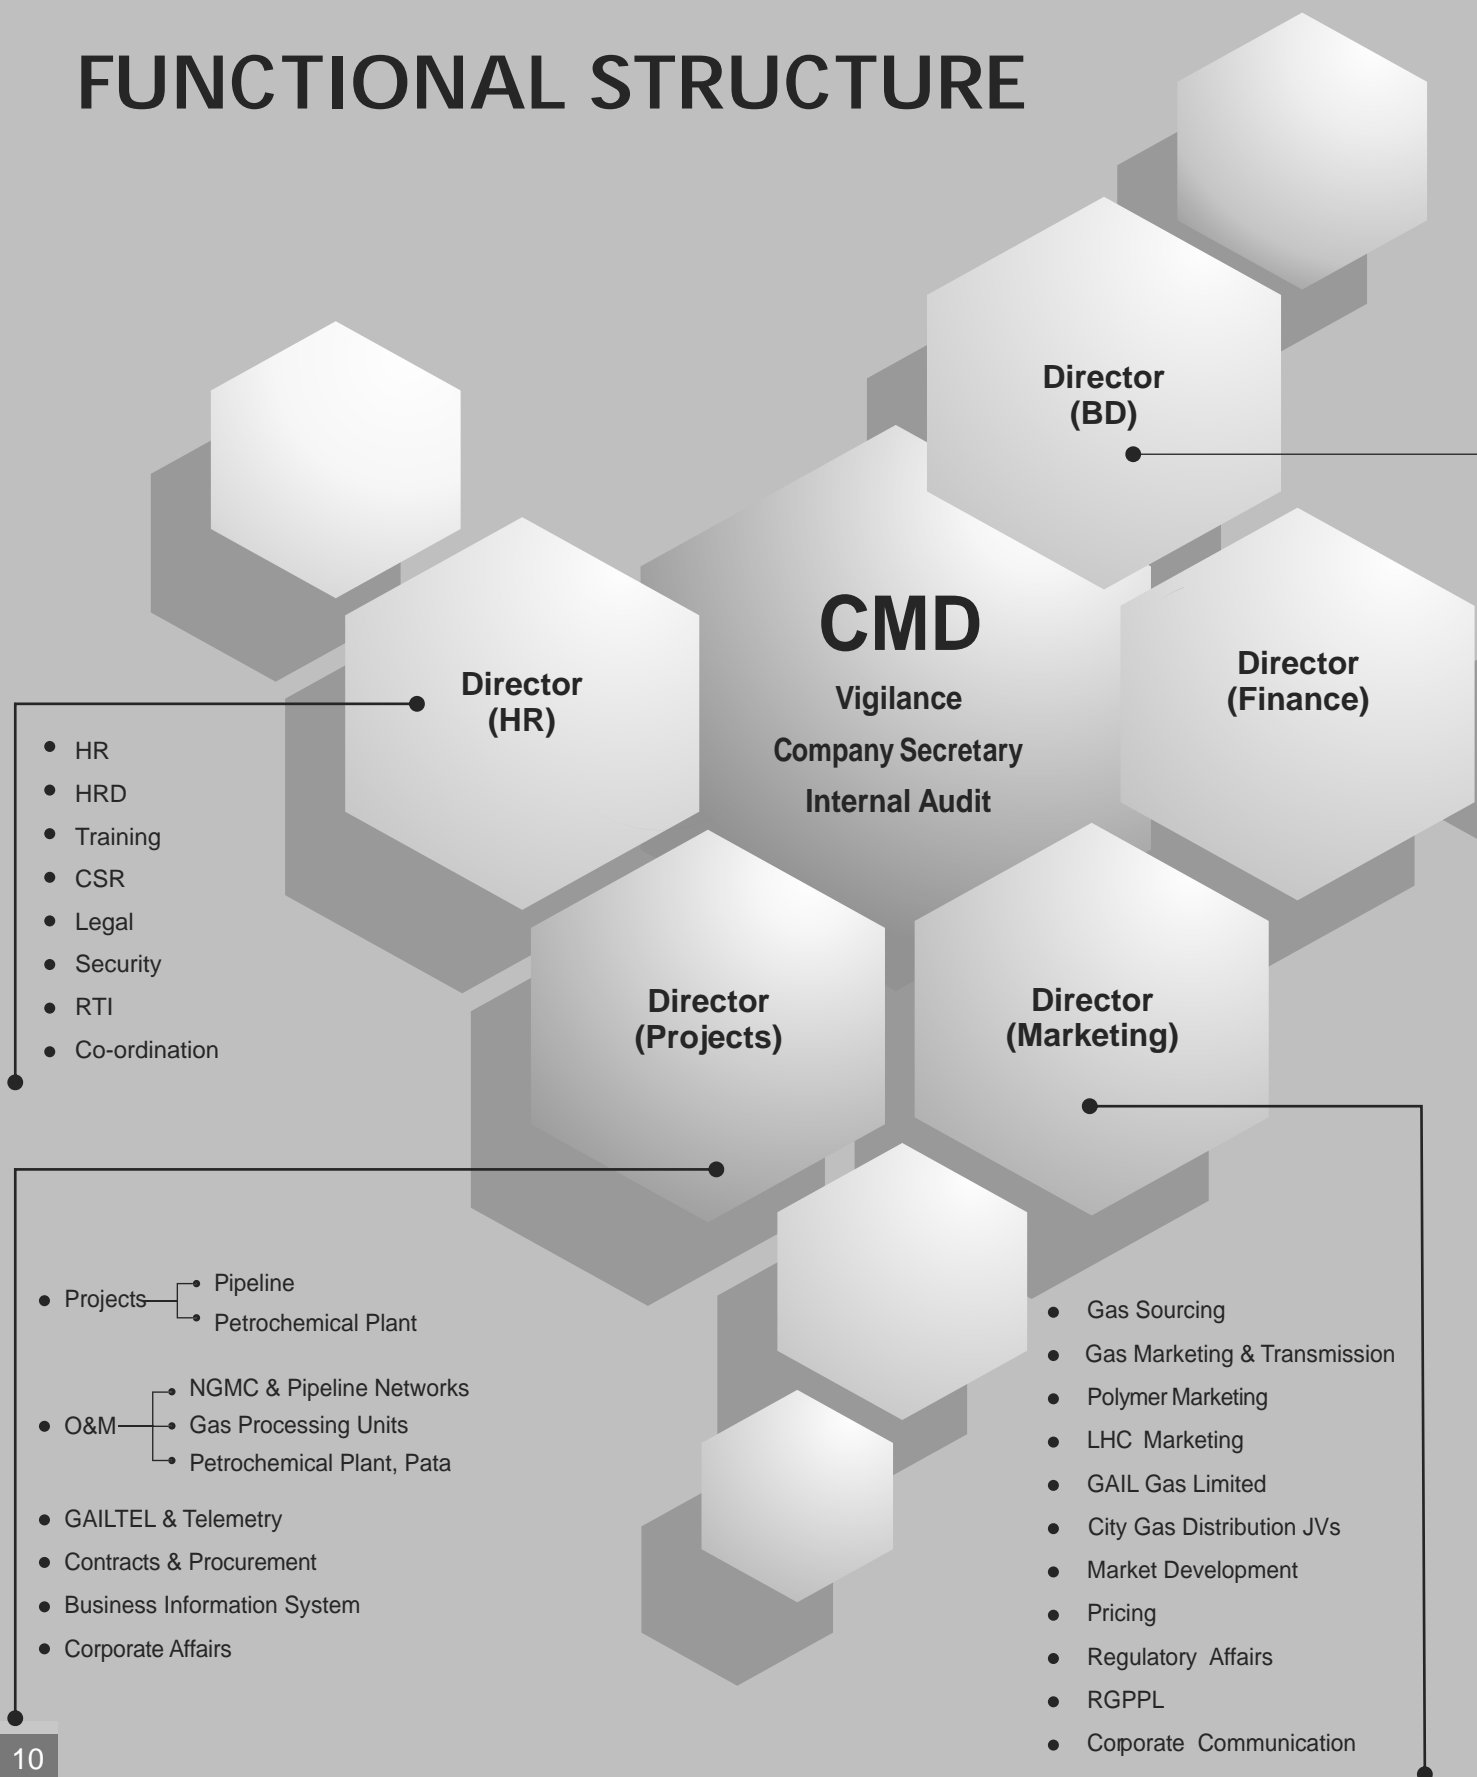 FUNCTIONAL STRUCTURE
Director
(BD)
CMD
Vigilance
Company Secretary
Internal Audit
Director
(Finance)
Director
(HR)
HR
HRD
Training
CSR
Legal
Security
RTI
Co-ordination
Director
(Projects)
Director
(Marketing)
Projects
Pipeline
Petrochemical Plant
O&M
NGMC & Pipeline Networks
Gas Processing Units
Petrochemical Plant, Pata
GAILTEL & Telemetry
Contracts & Procurement
Business Information System
Corporate Affairs
Gas Sourcing
Gas Marketing & Transmission
Polymer Marketing
LHC Marketing
GAIL Gas Limited
City Gas Distribution JVs
Market Development
Pricing
Regulatory Affairs
RGPPL
Corporate Communication
10